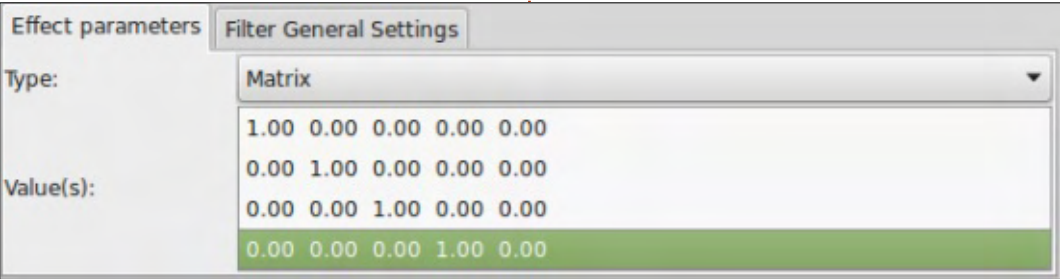 Effect parameters Filter General Settings
Type: Matrix
1.00 0.00 0.00 0.00 0.00
0.00 1.00 0.00 0.00 0.00
Value(s):
0.00 0.00 1.00 0.00 0.00
0.00 0.00 0.00 1.00 0.00